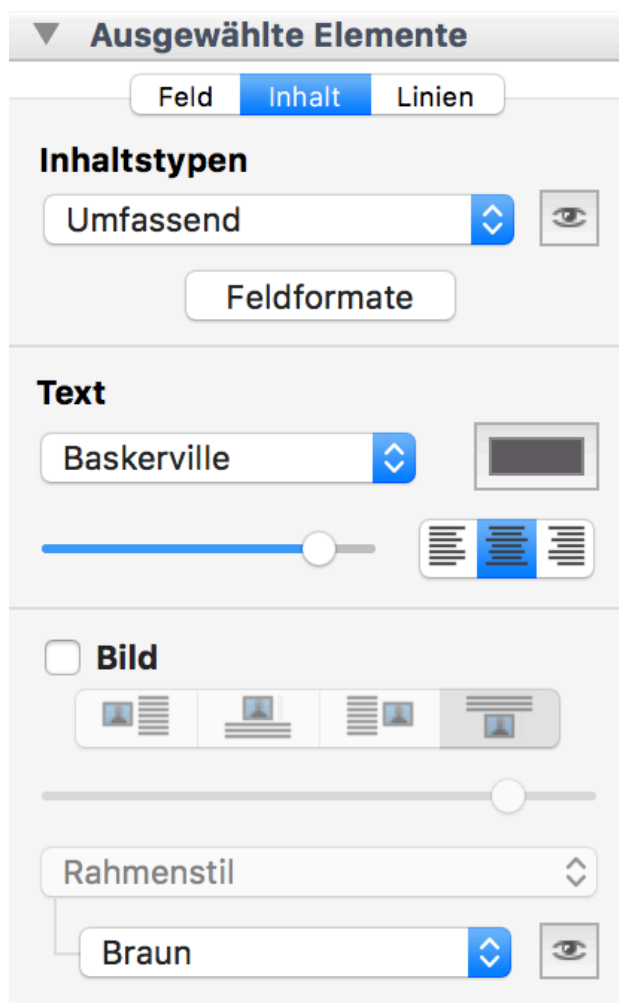 Ausgewählte Elemente
Feld Inhalt Linien
Inhaltstypen
Umfassend
Feldformate
Text
Baskerville
Bild
Rahmenstil
Braun